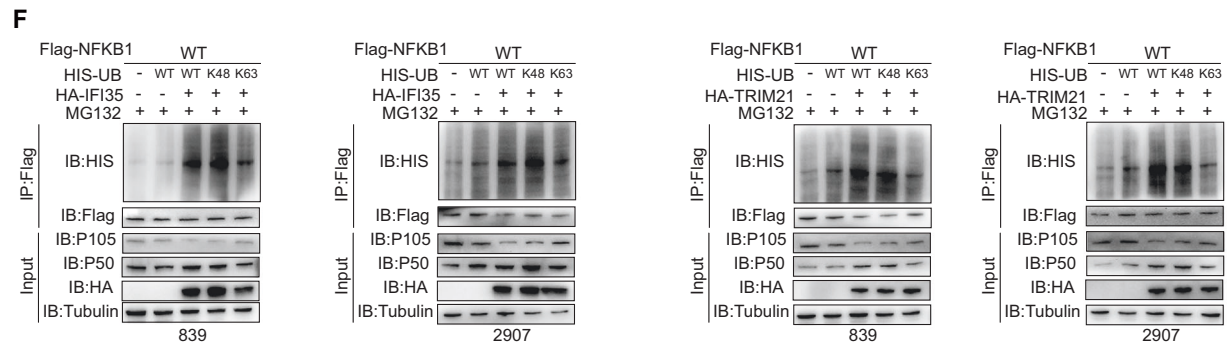 F
Flag-NFKB1 WT
HIS-UB - WT WT K48 K63
HA-IFI35 - - + + +
MG132 + + + + +
IP:Flag
IB:HIS
IB:Flag
Input
IB:P105
IB:P50
IB:HA
IB:Tubulin
839
Flag-NFKB1 WT
HIS-UB - WT WT K48 K63
HA-IFI35 - - + + +
MG132 + + + + +
IP:Flag
IB:HIS
IB:Flag
Input
IB:P105
IB:P50
IB:HA
IB:Tubulin
2907
Flag-NFKB1 WT
HIS-UB - WT WT K48 K63
HA-TRIM21 - - + + +
MG132 + + + + +
IP:Flag
IB:HIS
IB:Flag
Input
IB:P105
IB:P50
IB:HA
IB:Tubulin
839
Flag-NFKB1 WT
HIS-UB - WT WT K48 K63
HA-TRIM21 - - + + +
MG132 + + + + +
IP:Flag
IB:HIS
IB:Flag
Input
IB:P105
IB:P50
IB:HA
IB:Tubulin
2907